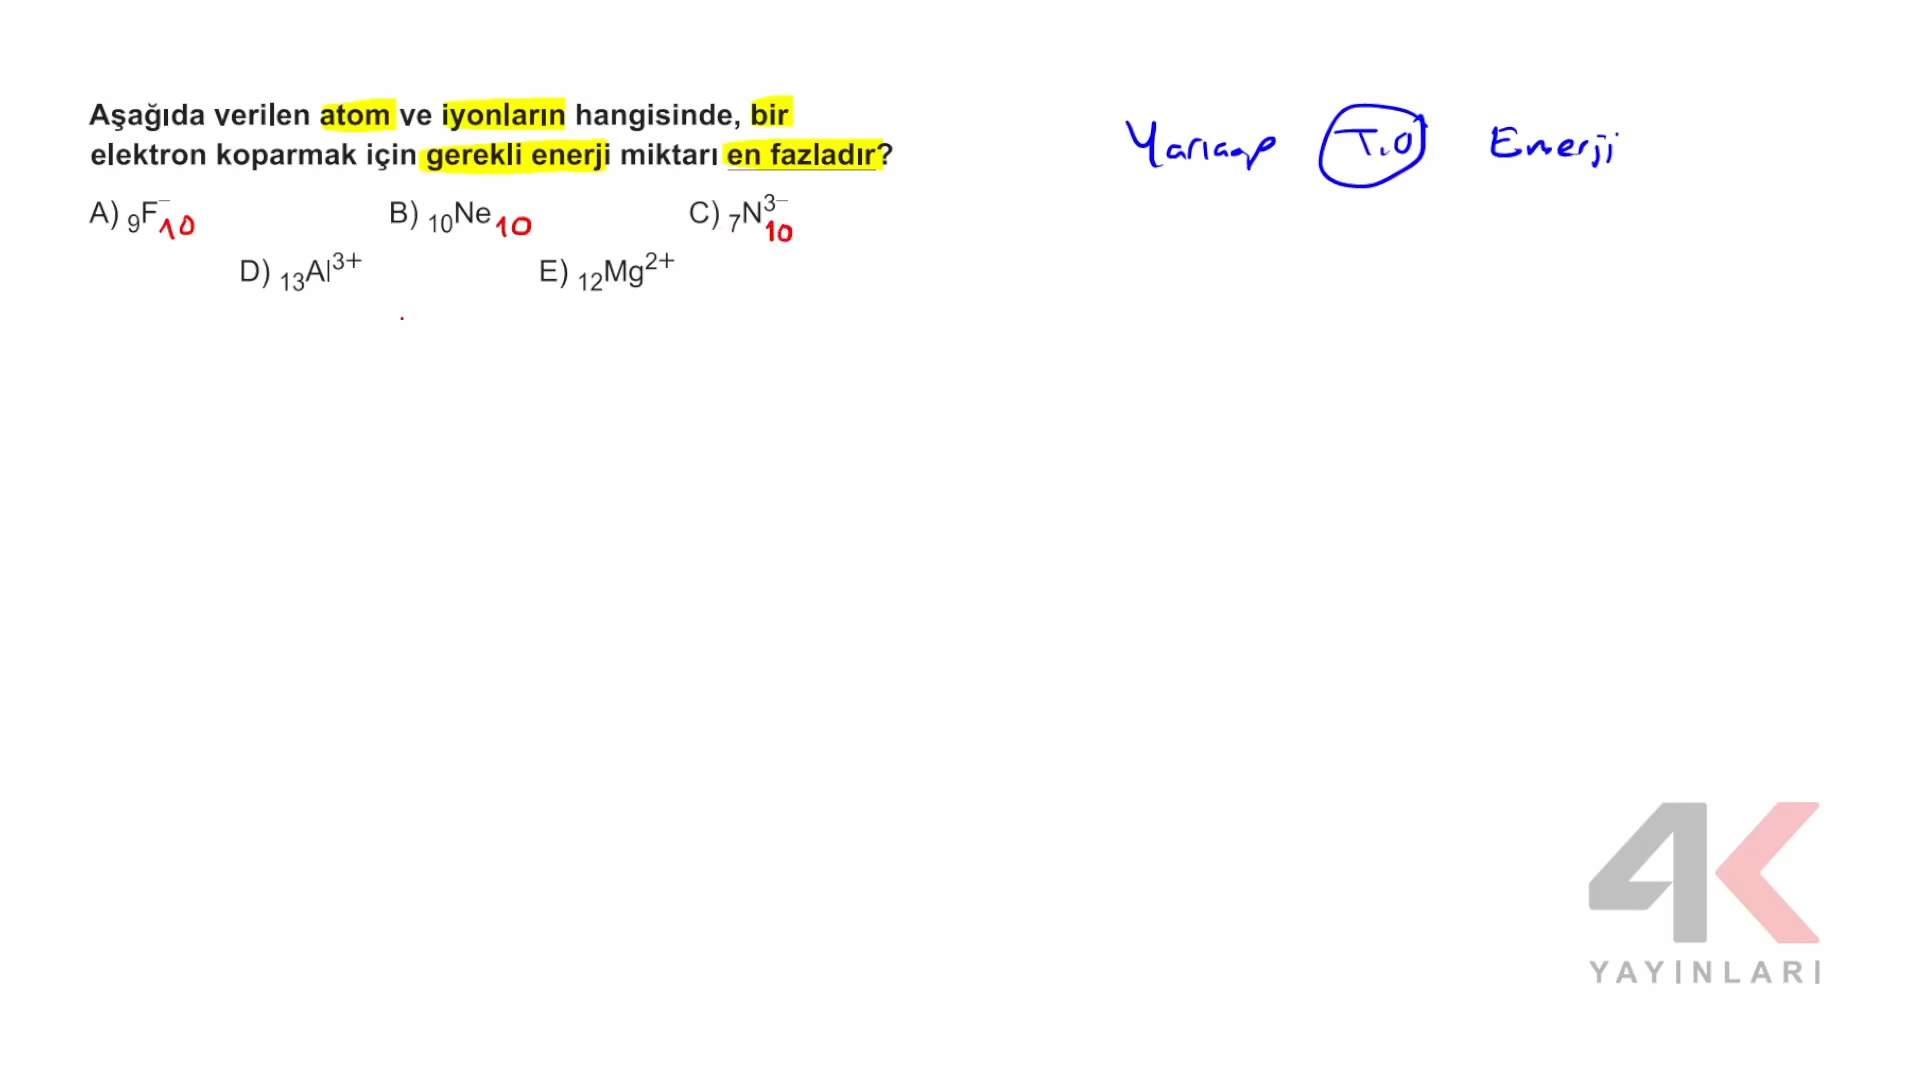 Aşağıda verilen atom ve iyonların hangisinde, bir
elektron koparmak için gerekli enerji miktarı en fazladır?
A) ₉F⁻ 10 B) ₁₀Ne 10 C) ₇N³⁻ 10
D) ₁₃Al³⁺ E) ₁₂Mg²⁺
Yarıçap T.O Enerji
4K
YAYINLARI